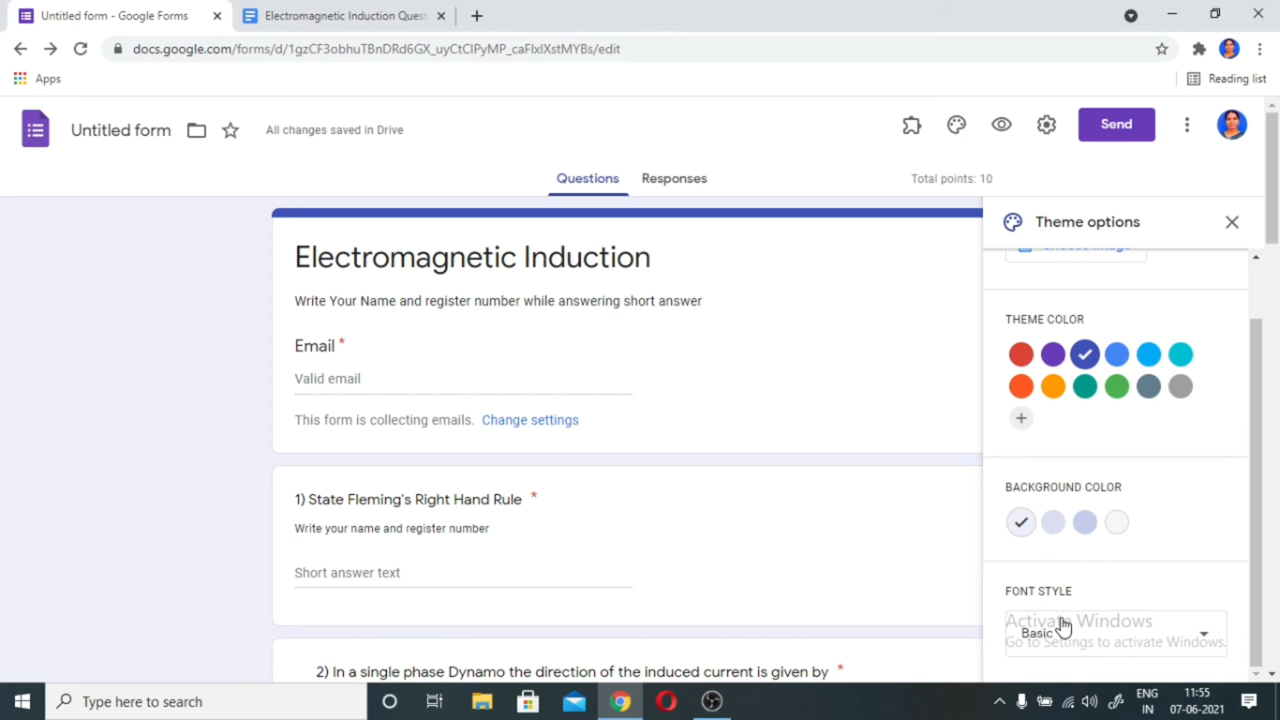 Untitled form - Google Forms
Electromagnetic Induction Quest
docs.google.com/forms/d/1gzCF3obhuTBnDRd6GX_uyCtCIPyMP_caFlxlXstMYBs/edit
Apps
Reading list
Untitled form
All changes saved in Drive
Send
Questions
Responses
Total points: 10
Theme options
Electromagnetic Induction
Write Your Name and register number while answering short answer
Email *
Valid email
This form is collecting emails. Change settings
1) State Fleming's Right Hand Rule *
Write your name and register number
Short answer text
2) In a single phase Dynamo the direction of the induced current is given by *
THEME COLOR
BACKGROUND COLOR
FONT STYLE
Basic
Activate Windows
Go to Settings to activate Windows.
Type here to search
ENG
IN
11:55
07-06-2021